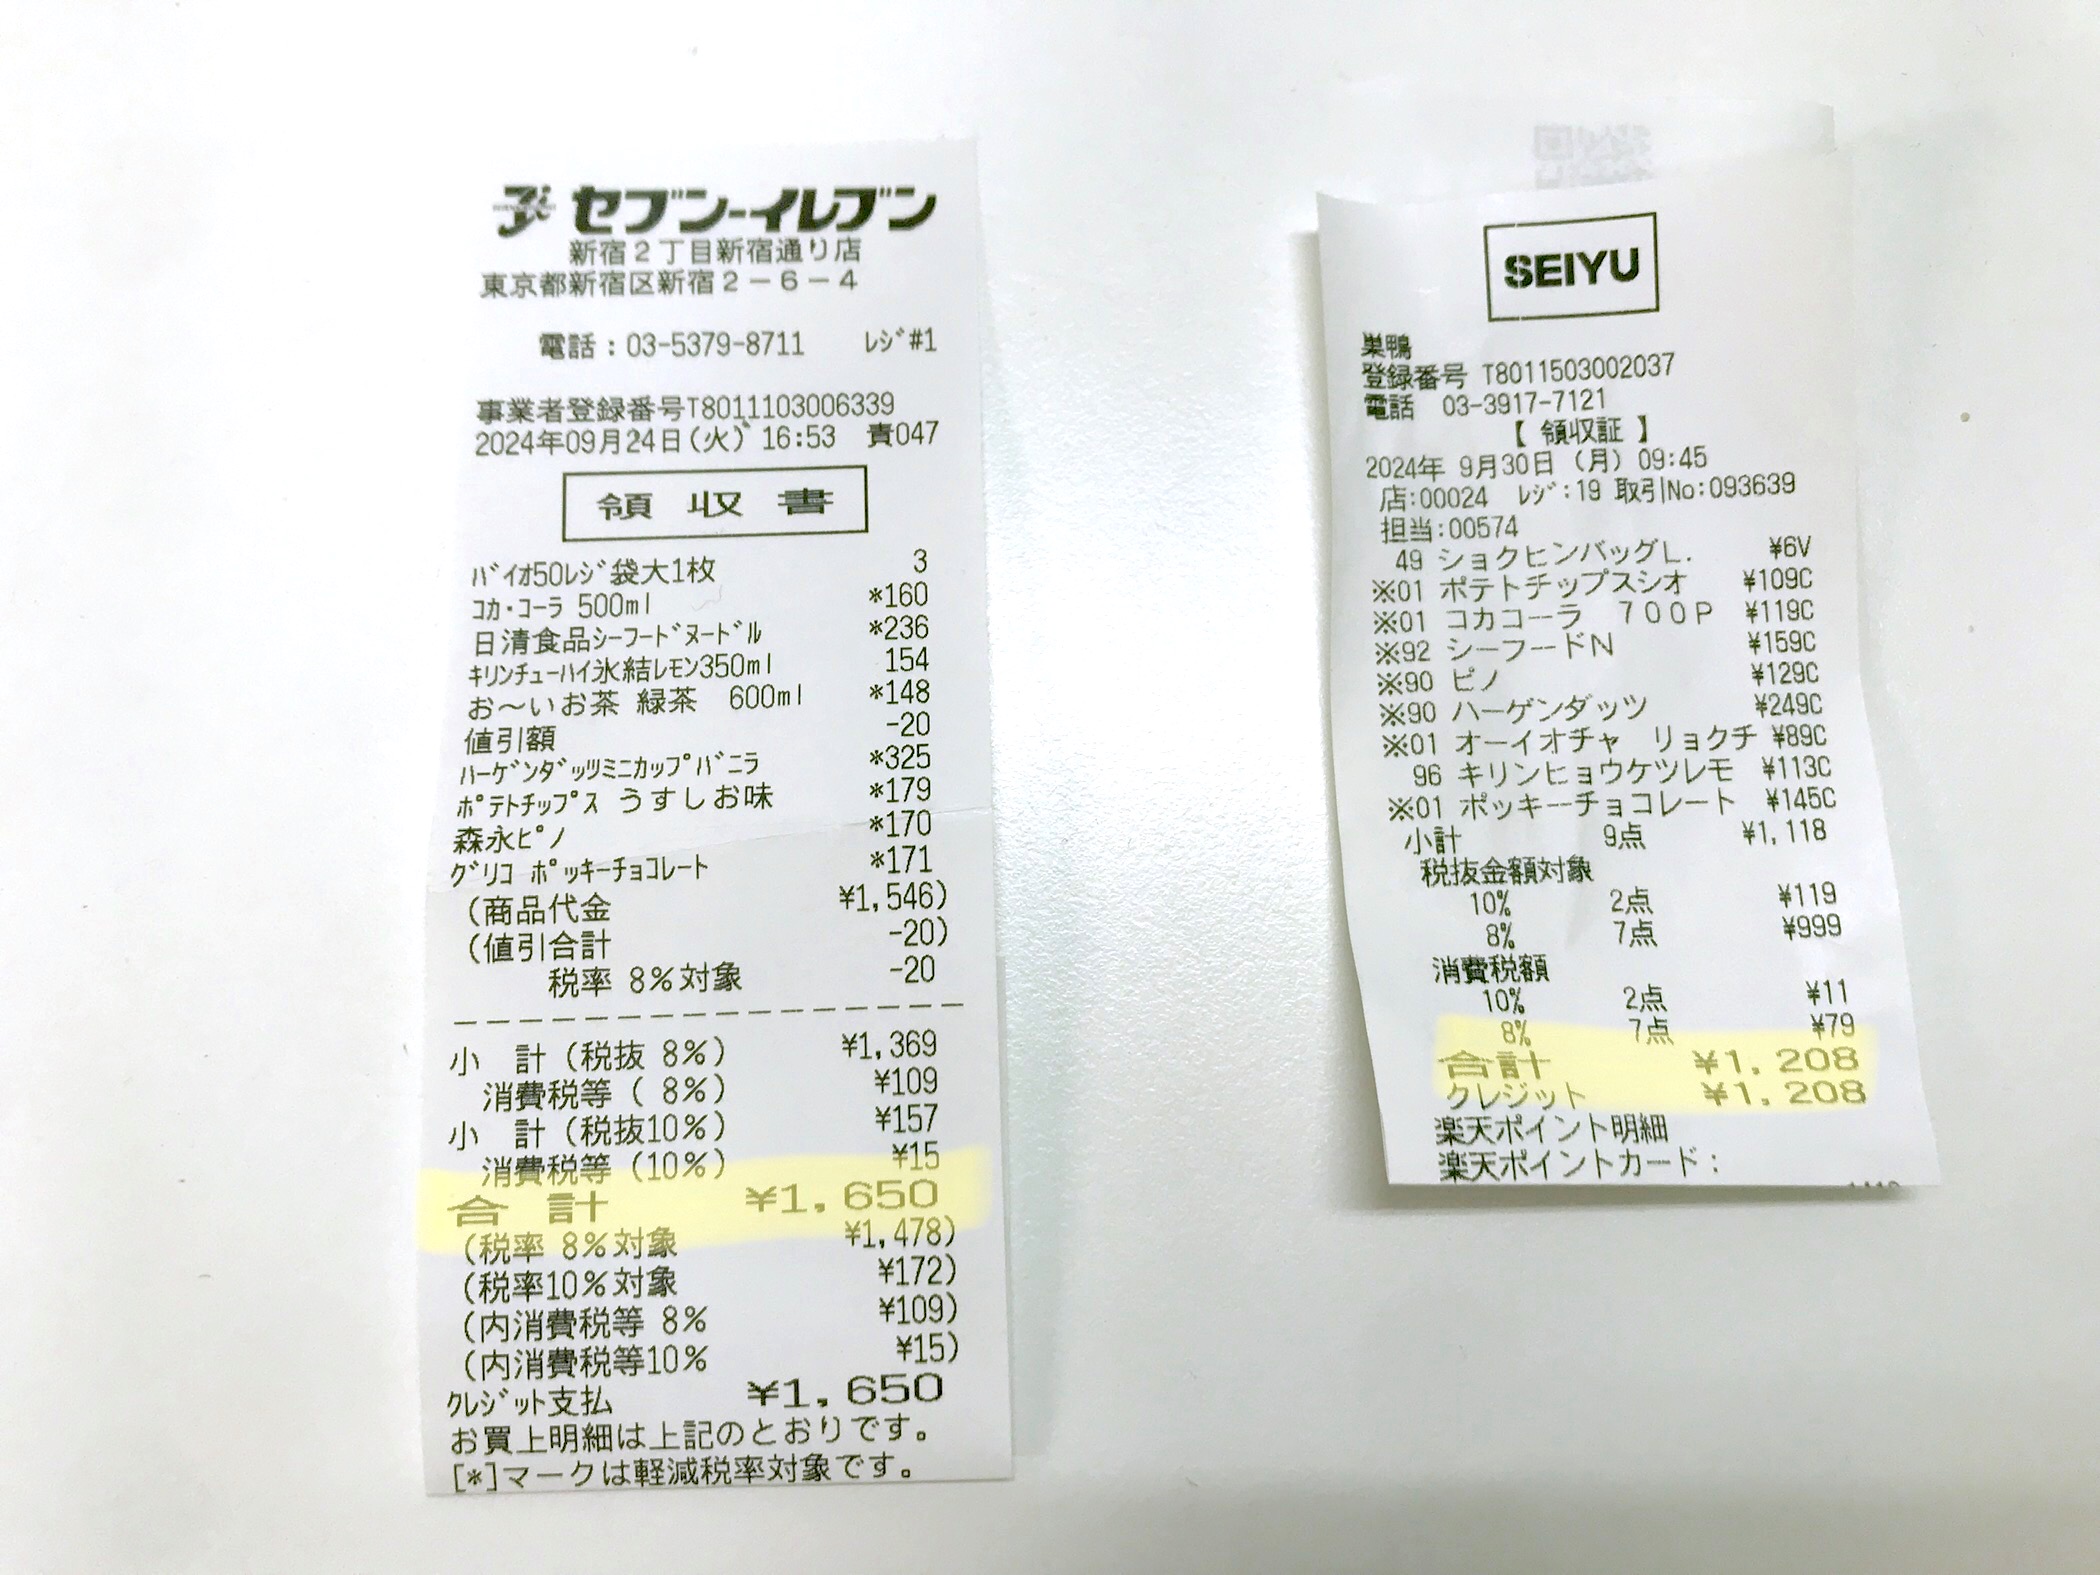 セブン-イレブン
新宿2丁目新宿通り店
東京都新宿区新宿2-6-4
電話:03-5379-8711 レジ#1
事業者登録番号T8011103006339
2024年09月24日(火) 16:53 責047
領収書
バイオ50レジ袋大1枚 3
コカ・コーラ 500ml *160
日清食品シーフードヌードル *236
キリンチューハイ氷結レモン350ml 154
お~いお茶 緑茶 600ml *148
値引額 -20
ハーゲンダッツミニカップバニラ *325
ポテトチップス うすしお味 *179
森永ピノ *170
グリコ ポッキーチョコレート *171
(商品代金 ¥1,546)
(値引合計 -20)
税率 8%対象 -20
小 計(税抜 8%) ¥1,369
消費税等( 8%) ¥109
小 計(税抜10%) ¥157
消費税等(10%) ¥15
合 計 ¥1,650
(税率 8%対象 ¥1,478)
(税率10%対象 ¥172)
(内消費税等 8% ¥109)
(内消費税等10% ¥15)
クレジット支払 ¥1,650
お買上明細は上記のとおりです。
[*]マークは軽減税率対象です。
SEIYU
巣鴨
登録番号 T8011503002037
電話 03-3917-7121
【 領収証 】
2024年 9月30日 (月) 09:45
店:00024 レジ:19 取引No:093639
担当:00574
49 ショクヒンバッグL. ¥6V
※01 ポテトチップスシオ ¥109C
※01 コカコーラ 700P ¥119C
※92 シーフードN ¥159C
※90 ピノ ¥129C
※90 ハーゲンダッツ ¥249C
※01 オーイオチャ リョクチ ¥89C
96 キリンヒョウケツレモ ¥113C
※01 ポッキーチョコレート ¥145C
小計 9点 ¥1,118
税抜金額対象
10% 2点 ¥119
8% 7点 ¥999
消費税額
10% 2点 ¥11
8% 7点 ¥79
合計 ¥1,208
クレジット ¥1,208
楽天ポイント明細
楽天ポイントカード: